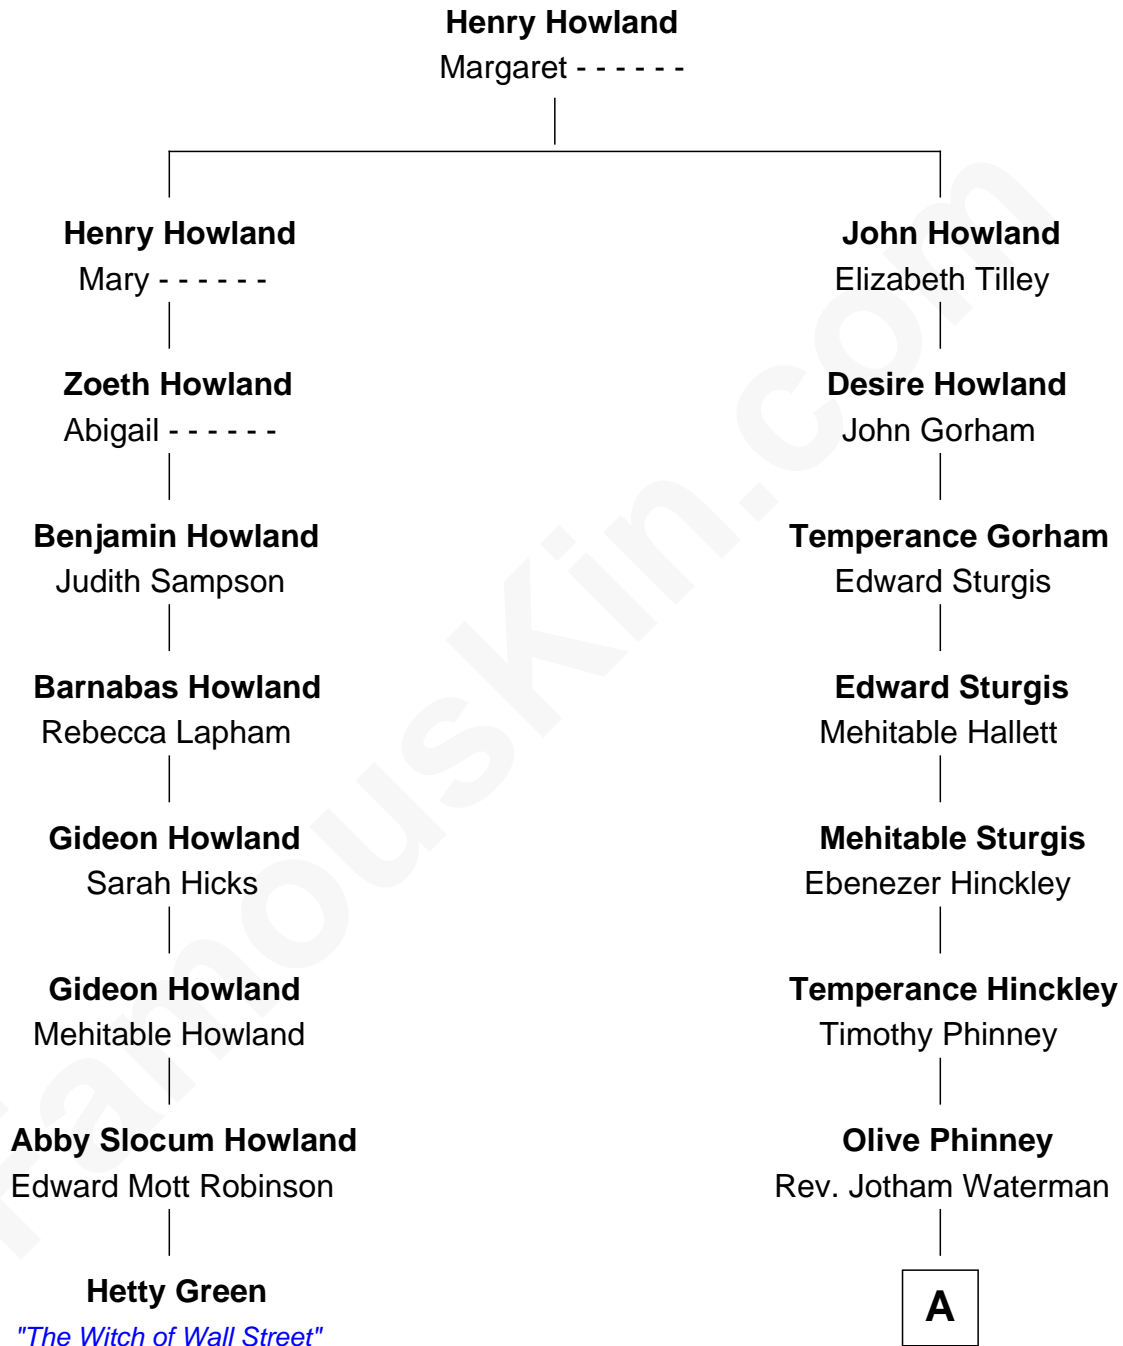 Henry Howland
Margaret - - - - - -
Henry Howland
Mary - - - - - -
John Howland
Elizabeth Tilley
Zoeth Howland
Abigail - - - - - -
Desire Howland
John Gorham
Benjamin Howland
Judith Sampson
Temperance Gorham
Edward Sturgis
Barnabas Howland
Rebecca Lapham
Edward Sturgis
Mehitable Hallett
Gideon Howland
Sarah Hicks
Mehitable Sturgis
Ebenezer Hinckley
Gideon Howland
Mehitable Howland
Temperance Hinckley
Timothy Phinney
Abby Slocum Howland
Edward Mott Robinson
Olive Phinney
Rev. Jotham Waterman
Hetty Green
"The Witch of Wall Street"
A
FamousKin.com